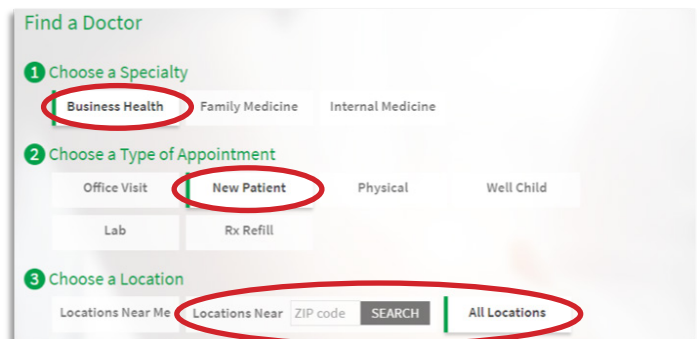 Find a Doctor
1 Choose a Specialty
Business Health Family Medicine Internal Medicine
2 Choose a Type of Appointment
Office Visit New Patient Physical Well Child
Lab Rx Refill
3 Choose a Location
Locations Near Me Locations Near ZIP code SEARCH All Locations